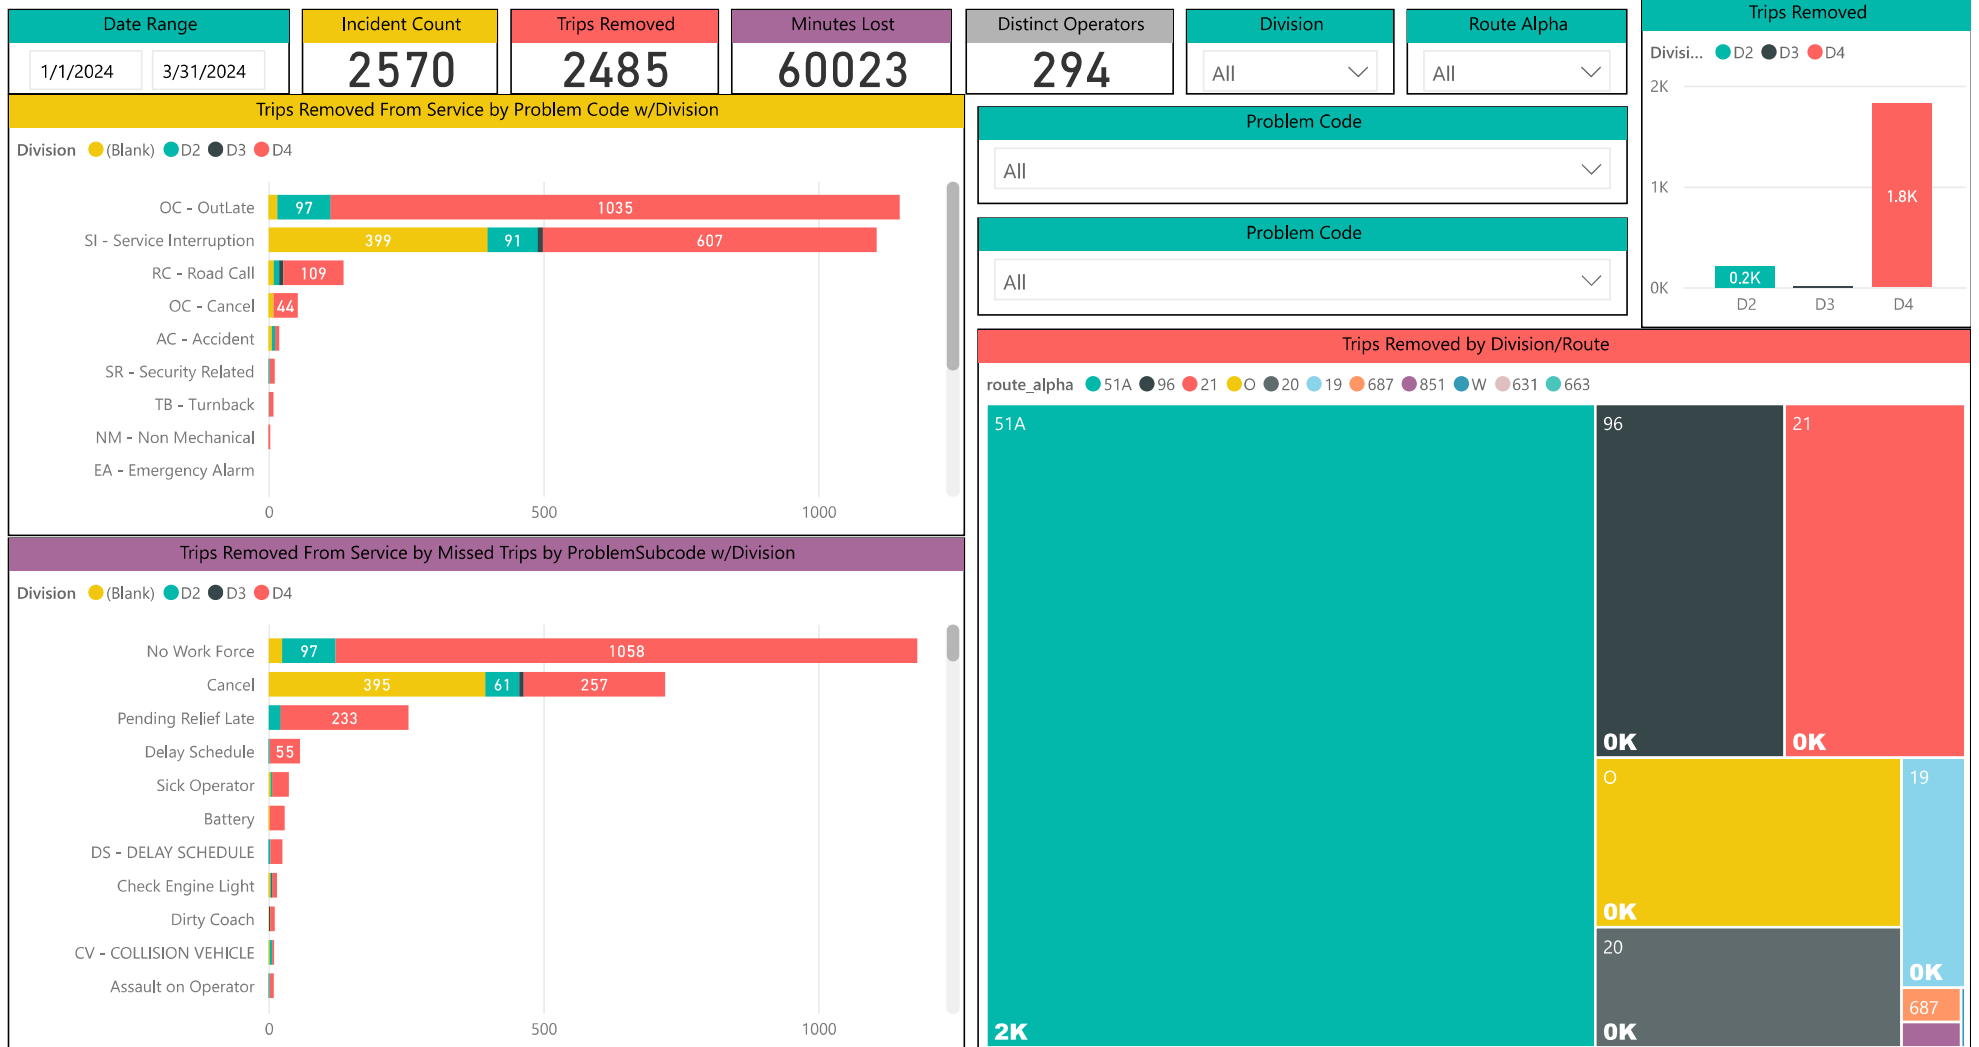 Date Range
1/1/2024
3/31/2024
Incident Count
2570
Trips Removed
2485
Minutes Lost
60023
Distinct Operators
294
Division
All
Route Alpha
All
Trips Removed
Divisi... D2 D3 D4
2K
1K
0K
0.2K
1.8K
D2 D3 D4
Trips Removed From Service by Problem Code w/Division
Division (Blank) D2 D3 D4
OC - OutLate 97 1035
SI - Service Interruption 399 91 607
RC - Road Call 109
OC - Cancel 44
AC - Accident
SR - Security Related
TB - Turnback
NM - Non Mechanical
EA - Emergency Alarm
0 500 1000
Problem Code
All
Problem Code
All
Trips Removed From Service by Missed Trips by ProblemSubcode w/Division
Division (Blank) D2 D3 D4
No Work Force 97 1058
Cancel 395 61 257
Pending Relief Late 233
Delay Schedule 55
Sick Operator
Battery
DS - DELAY SCHEDULE
Check Engine Light
Dirty Coach
CV - COLLISION VEHICLE
Assault on Operator
0 500 1000
Trips Removed by Division/Route
route_alpha 51A 96 21 O 20 19 687 851 W 631 663
51A
2K
96
0K
21
0K
O
0K
19
0K
20
0K
687